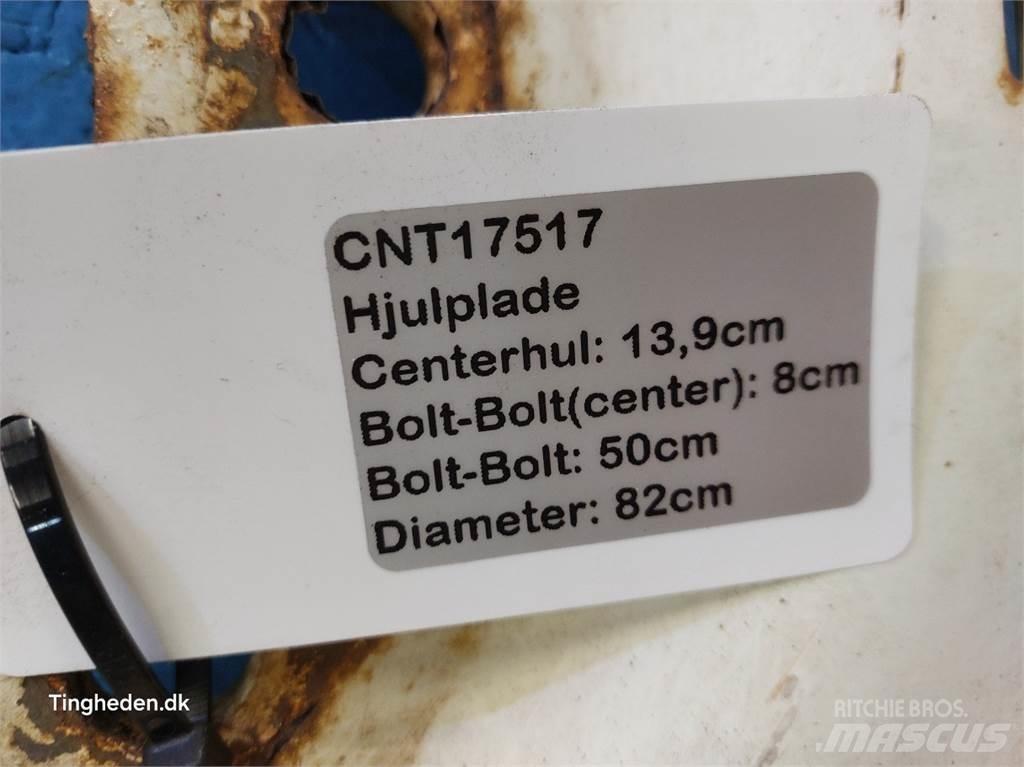 CNT17517
Hjulplade
Centerhul: 13,9cm
Bolt-Bolt(center): 8cm
Bolt-Bolt: 50cm
Diameter: 82cm
Tingheden.dk
RITCHIE BROS.
MASCUS